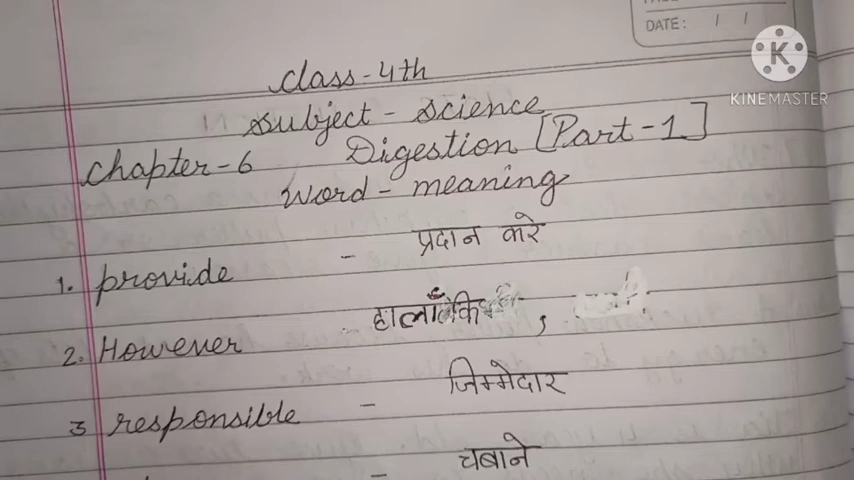 DATE: / /
KINEMASTER
Class-4th
Subject - Science
Chapter-6 Digestion [Part-1]
Word - meaning
1. provide - प्रदान करे
2. However - हालाँकि ,
3 responsible - जिम्मेदार
- चबाने